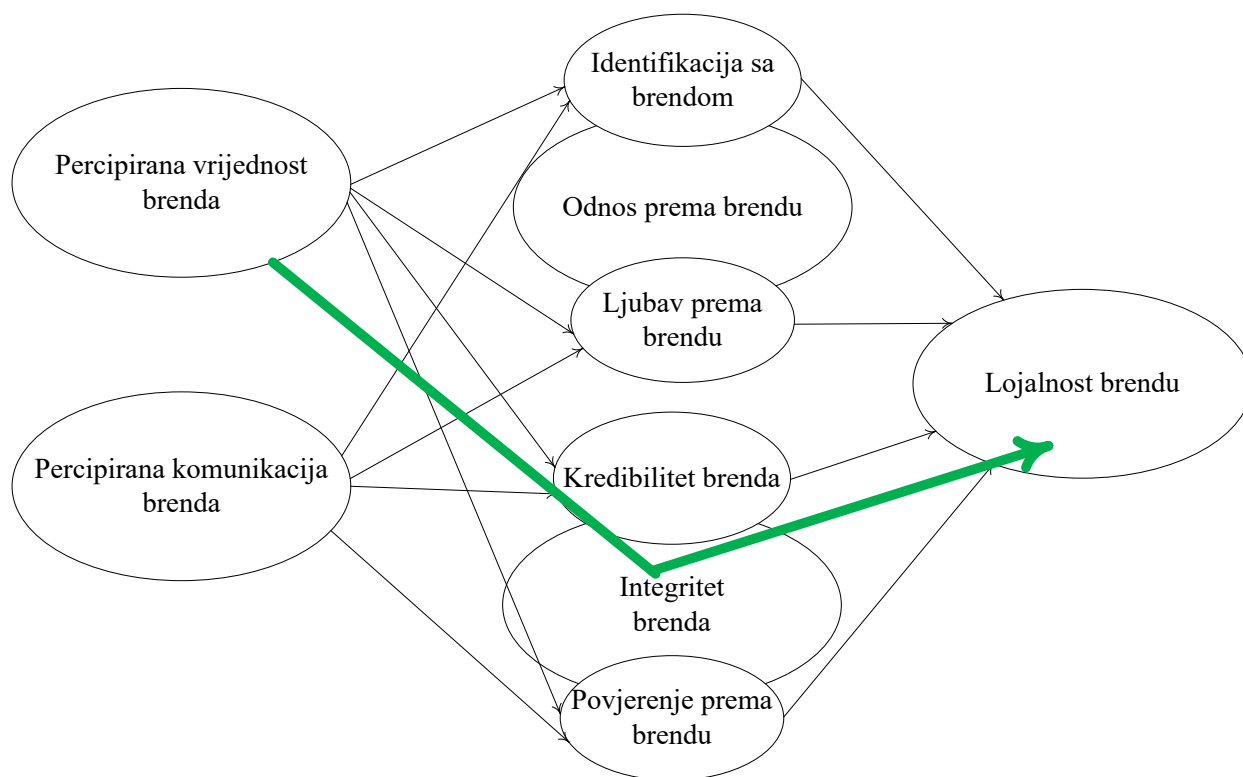 Identifikacija sa
brendom
Percipirana vrijednost
brenda
Odnos prema brendu
Ljubav prema
brendu
Lojalnost brendu
Percipirana komunikacija
brenda
Kredibilitet brenda
Integritet
brenda
Povjerenje prema
brendu